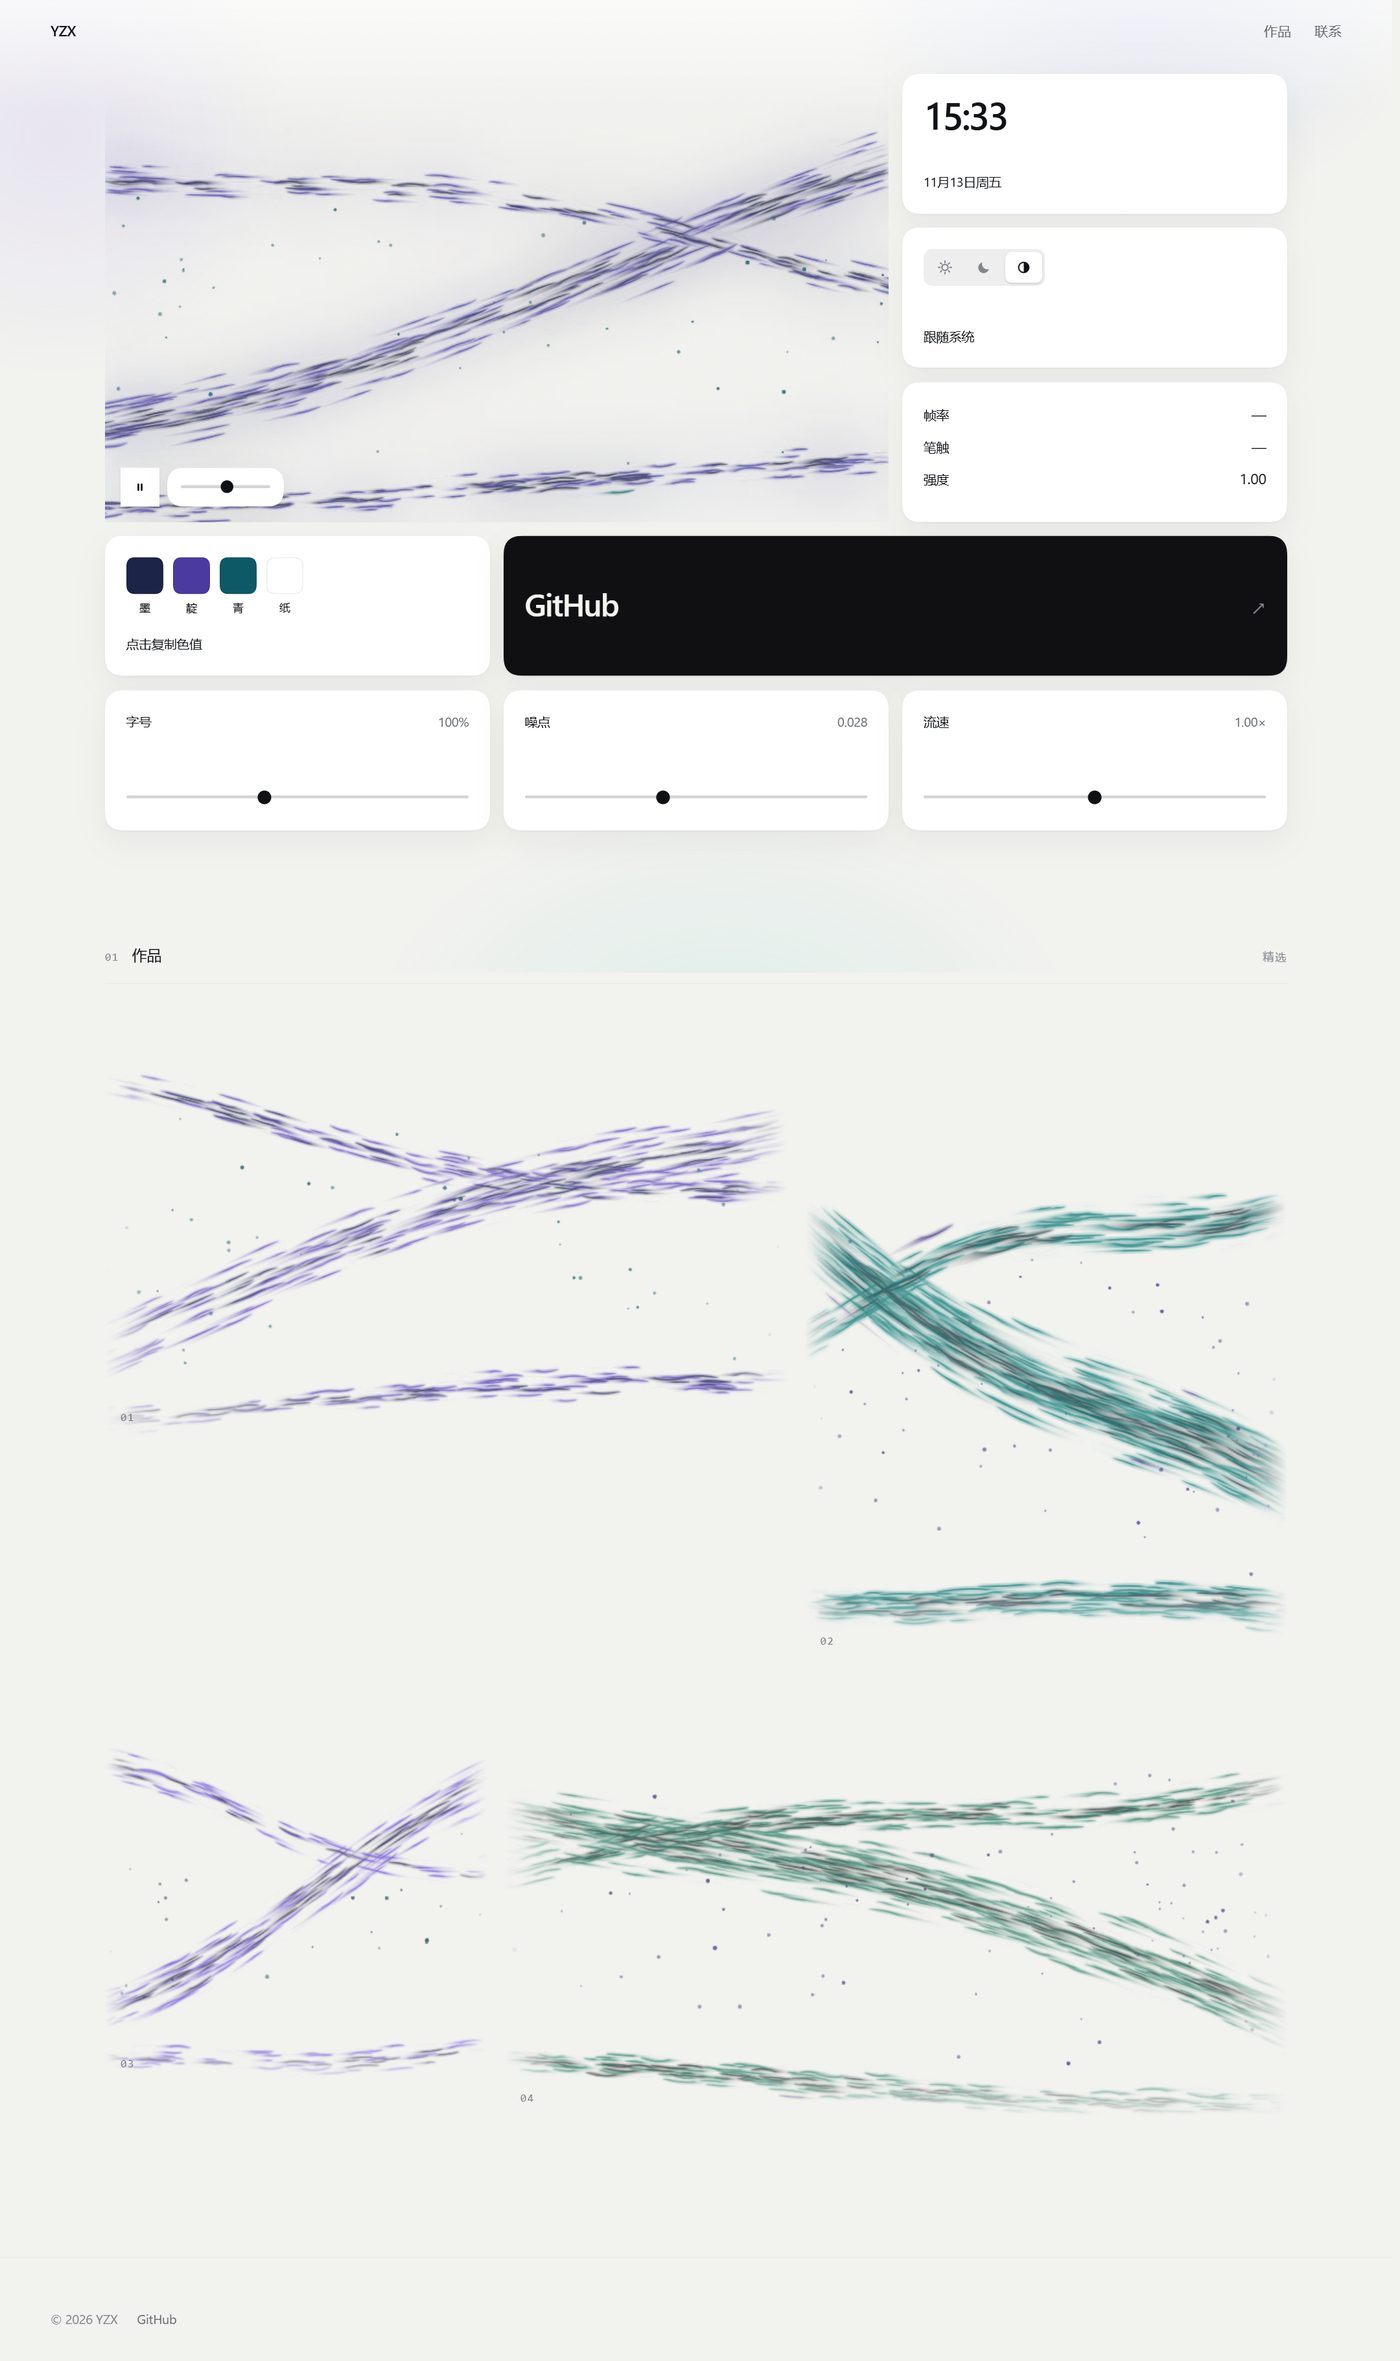 YZX
作品 联系
15:33
11月13日周五
跟随系统
帧率 —
笔触 —
强度 1.00
墨 靛 青 纸
点击复制色值
GitHub ↗
字号 100%
噪点 0.028
流速 1.00×
01 作品 精选
01
02
03
04
© 2026 YZX GitHub